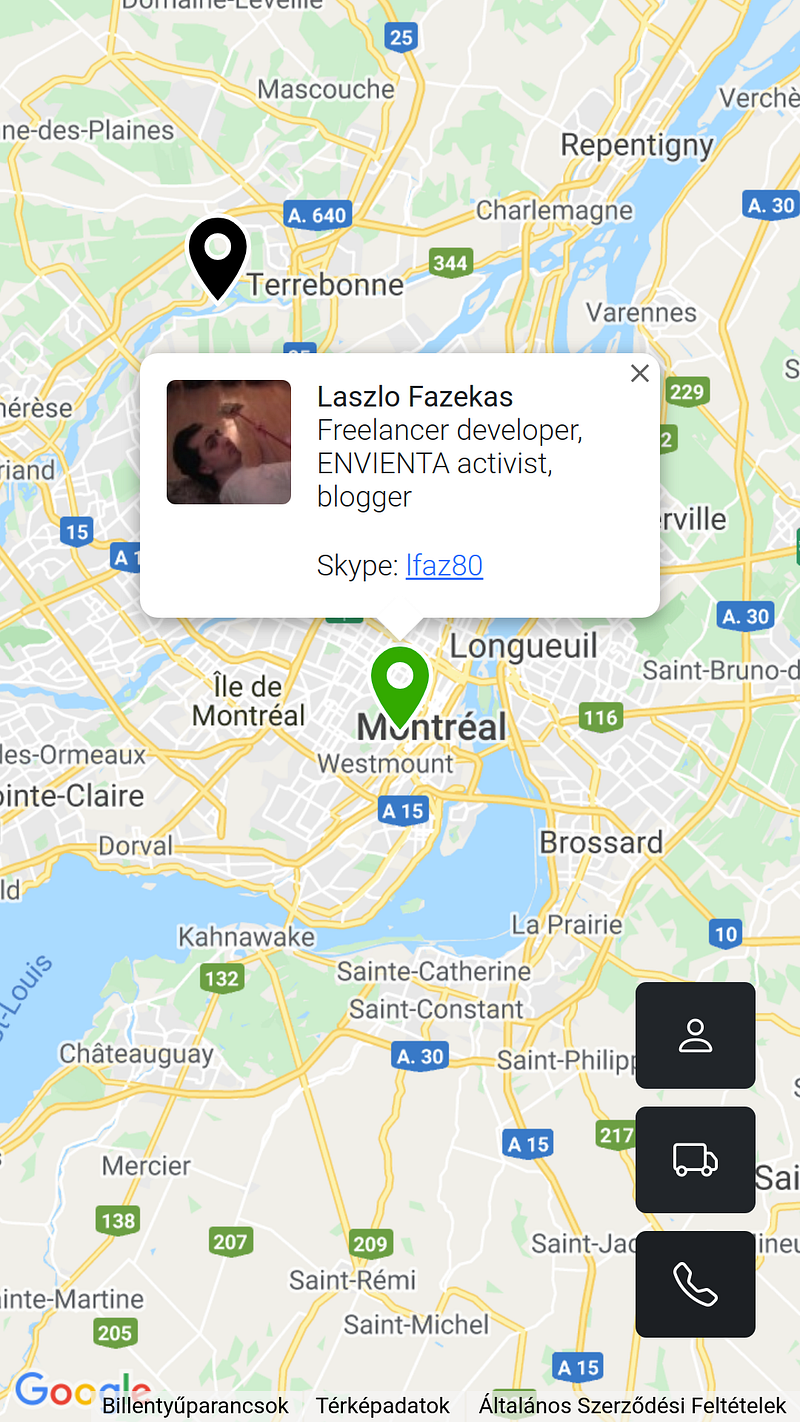 Domaine-Léveillé
25
Mascouche
Verchè
ne-des-Plaines
Repentigny
A. 640
Charlemagne
A. 30
344
Terrebonne
Varennes
Laszlo Fazekas
229
hérèse
Freelancer developer,
2
ENVIENTA activist,
riand
blogger
erville
15
A 1
Skype: lfaz80
A. 30
Longueuil
Saint-Bruno-d
Île de
Montréal
116
Montréal
les-Ormeaux
Westmount
ointe-Claire
A 15
Dorval
Brossard
ld
La Prairie
Kahnawake
10
132
Sainte-Catherine
t-Louis
Saint-Constant
Châteauguay
A. 30
Saint-Philipp
A 15
217
Mercier
Sai
138
207
209
Saint-Jac
ineu
Saint-Rémi
ainte-Martine
205
Saint-Michel
A 15
Google
Billentyűparancsok
Térképadatok
Általános Szerződési Feltételek